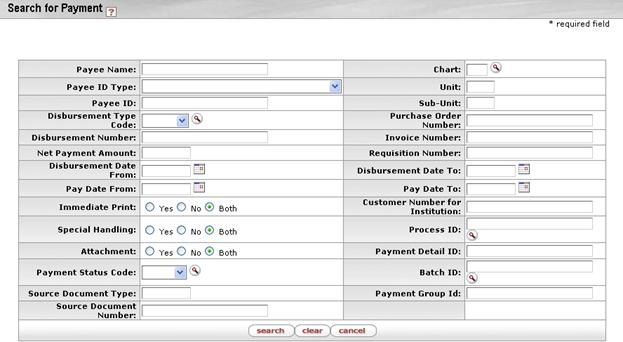 Search for Payment ?
* required field
Payee Name: Chart:
Payee ID Type: Unit:
Payee ID: Sub-Unit:
Disbursement Type Code: Purchase Order Number:
Disbursement Number: Invoice Number:
Net Payment Amount: Requisition Number:
Disbursement Date From: Disbursement Date To:
Pay Date From: Pay Date To:
Immediate Print: Yes No Both Customer Number for Institution:
Special Handling: Yes No Both Process ID:
Attachment: Yes No Both Payment Detail ID:
Payment Status Code: Batch ID:
Source Document Type: Payment Group Id:
Source Document Number:
search clear cancel